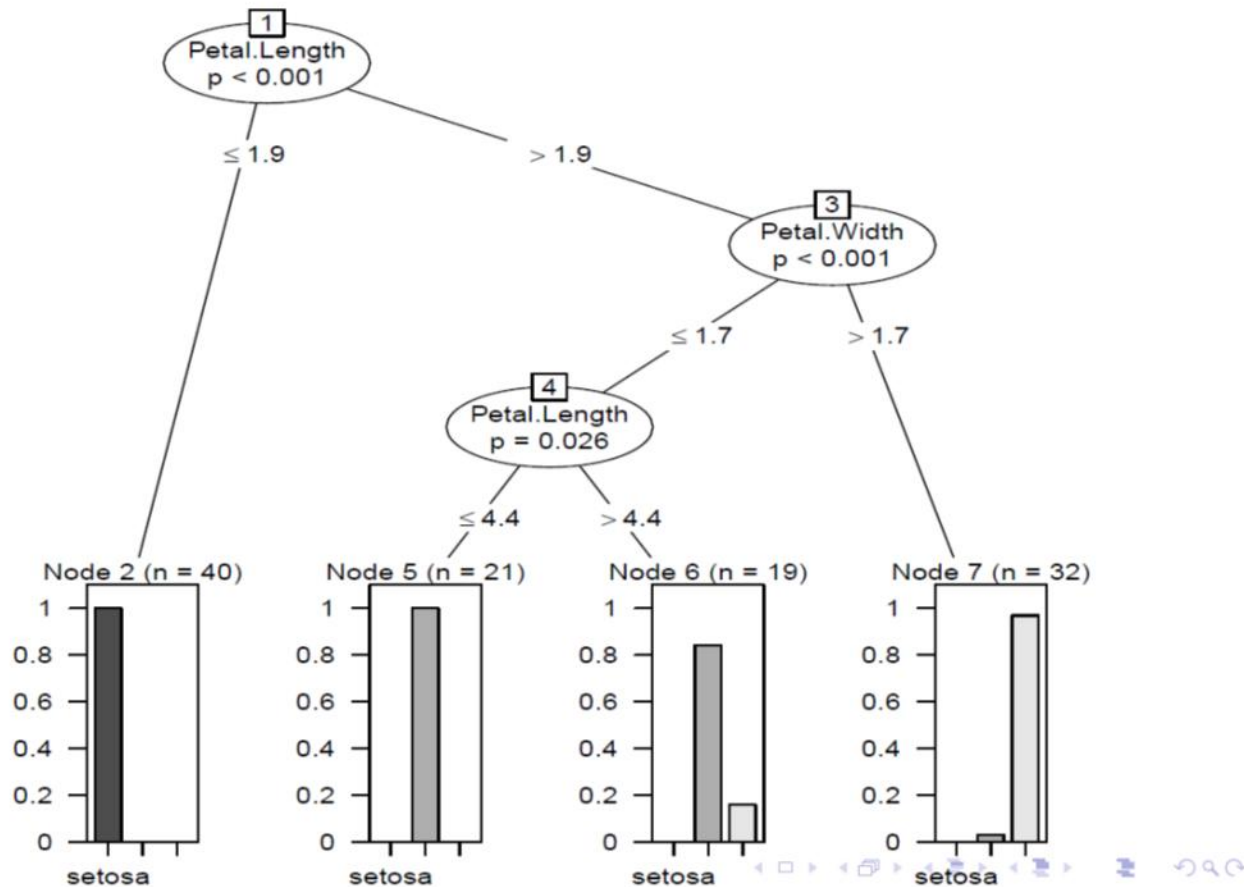 1
Petal.Length
p < 0.001
≤ 1.9
> 1.9
3
Petal.Width
p < 0.001
≤ 1.7
> 1.7
4
Petal.Length
p = 0.026
≤ 4.4
> 4.4
Node 2 (n = 40)
1
0.8
0.6
0.4
0.2
0
setosa
Node 5 (n = 21)
1
0.8
0.6
0.4
0.2
0
setosa
Node 6 (n = 19)
1
0.8
0.6
0.4
0.2
0
setosa
Node 7 (n = 32)
1
0.8
0.6
0.4
0.2
0
setosa